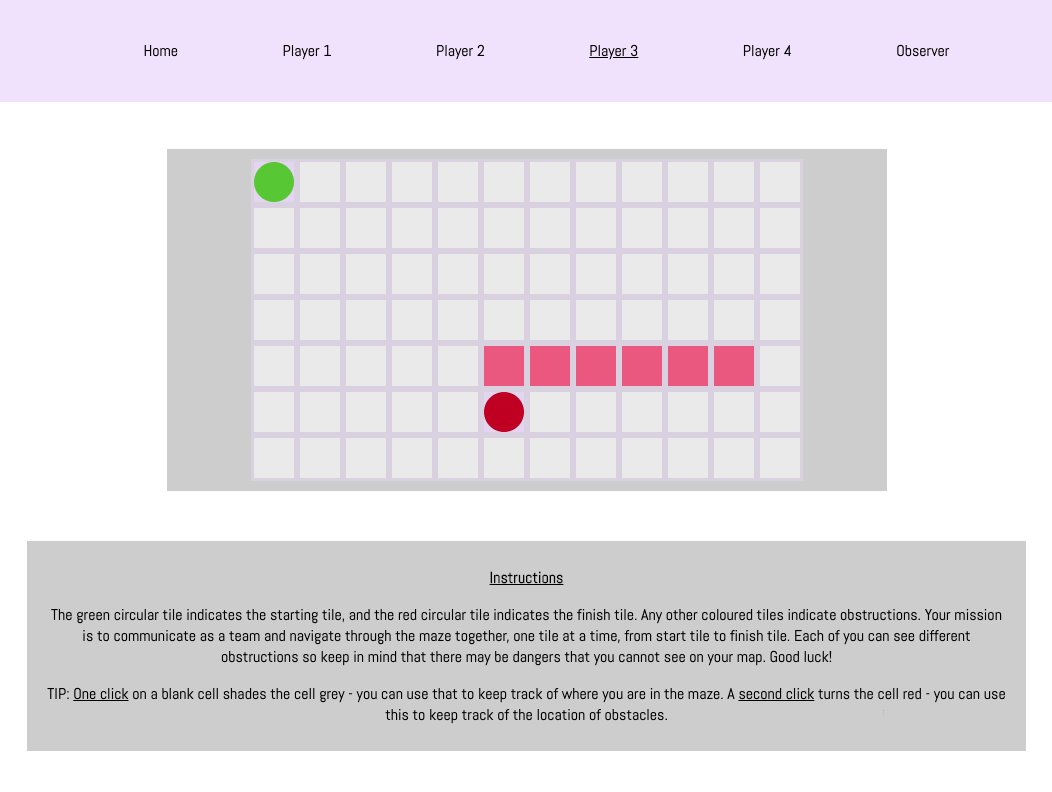 Home Player 1 Player 2 Player 3 Player 4 Observer
Instructions
The green circular tile indicates the starting tile, and the red circular tile indicates the finish tile. Any other coloured tiles indicate obstructions. Your mission
is to communicate as a team and navigate through the maze together, one tile at a time, from start tile to finish tile. Each of you can see different
obstructions so keep in mind that there may be dangers that you cannot see on your map. Good luck!
TIP: One click on a blank cell shades the cell grey - you can use that to keep track of where you are in the maze. A second click turns the cell red - you can use
this to keep track of the location of obstacles.